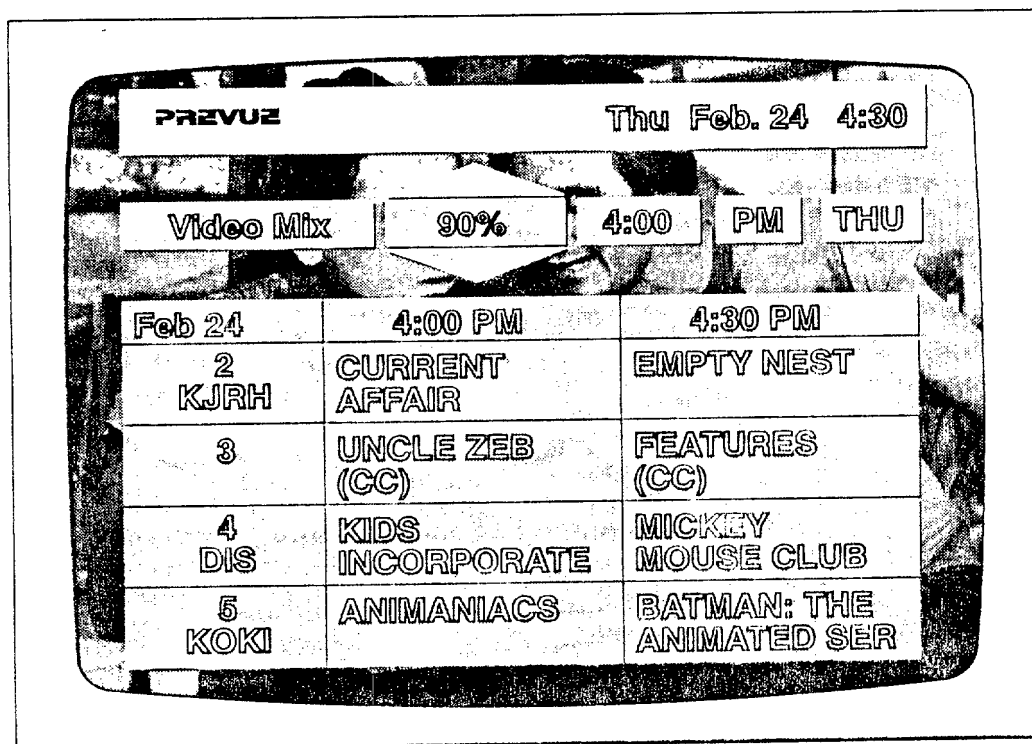 PREVUE Thu Feb. 24 4:30
Video Mix 90% 4:00 PM THU
Feb 24 4:00 PM 4:30 PM
2
KJRH
CURRENT
AFFAIR
EMPTY NEST
3
UNCLE ZEB
(CC)
FEATURES
(CC)
4
DIS
KIDS
INCORPORATE
MICKEY
MOUSE CLUB
5
KOKI
ANIMANIACS
BATMAN: THE
ANIMATED SER